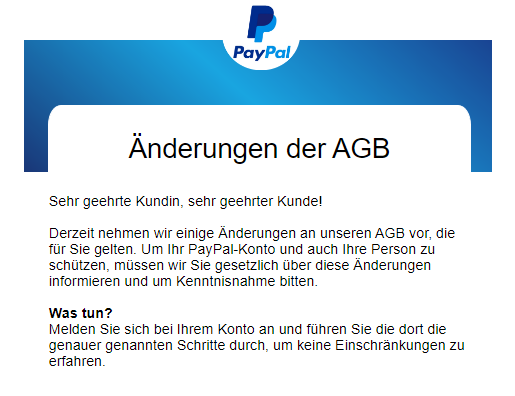 PayPal
Änderungen der AGB
Sehr geehrte Kundin, sehr geehrter Kunde!
Derzeit nehmen wir einige Änderungen an unseren AGB vor, die
für Sie gelten. Um Ihr PayPal-Konto und auch Ihre Person zu
schützen, müssen wir Sie gesetzlich über diese Änderungen
informieren und um Kenntnisnahme bitten.
Was tun?
Melden Sie sich bei Ihrem Konto an und führen Sie die dort die
genauer genannten Schritte durch, um keine Einschränkungen zu
erfahren.